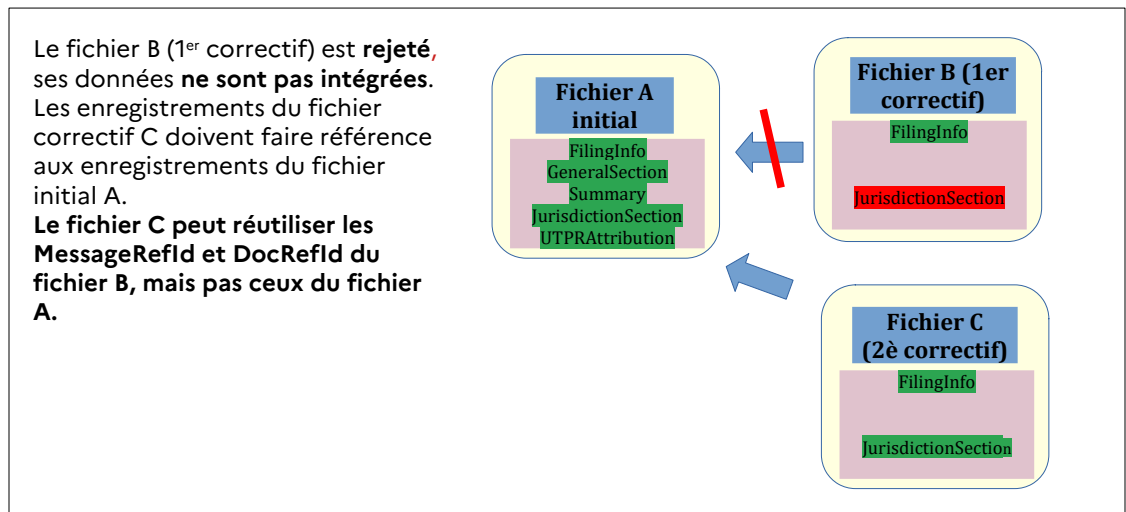 Le fichier B (1er correctif) est rejeté,
ses données ne sont pas intégrées.
Les enregistrements du fichier
correctif C doivent faire référence
aux enregistrements du fichier
initial A.
Le fichier C peut réutiliser les
MessageRefId et DocRefId du
fichier B, mais pas ceux du fichier
A.
Fichier A
initial
FilingInfo
GeneralSection
Summary
JurisdictionSection
UTPRAttribution
Fichier B (1er
correctif)
FilingInfo
JurisdictionSection
Fichier C
(2è correctif)
FilingInfo
JurisdictionSection